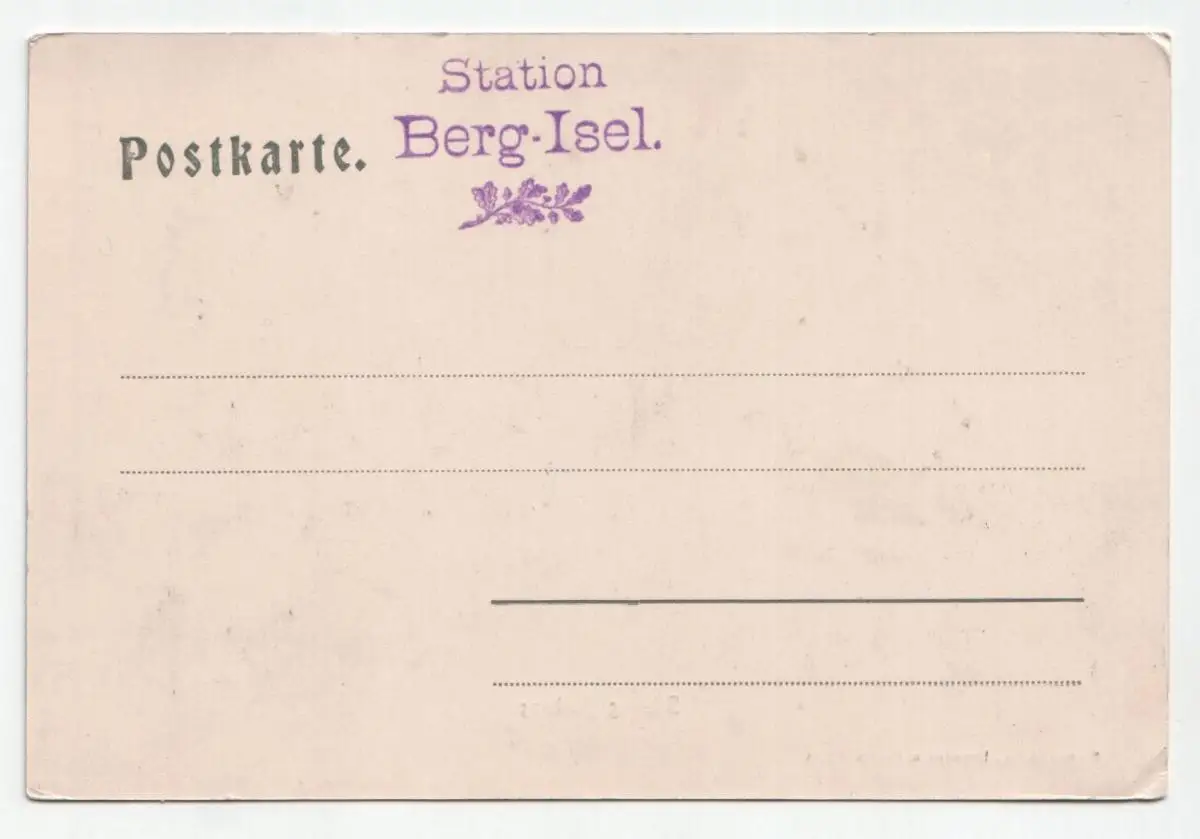 Station
Berg-Isel.
Postkarte.